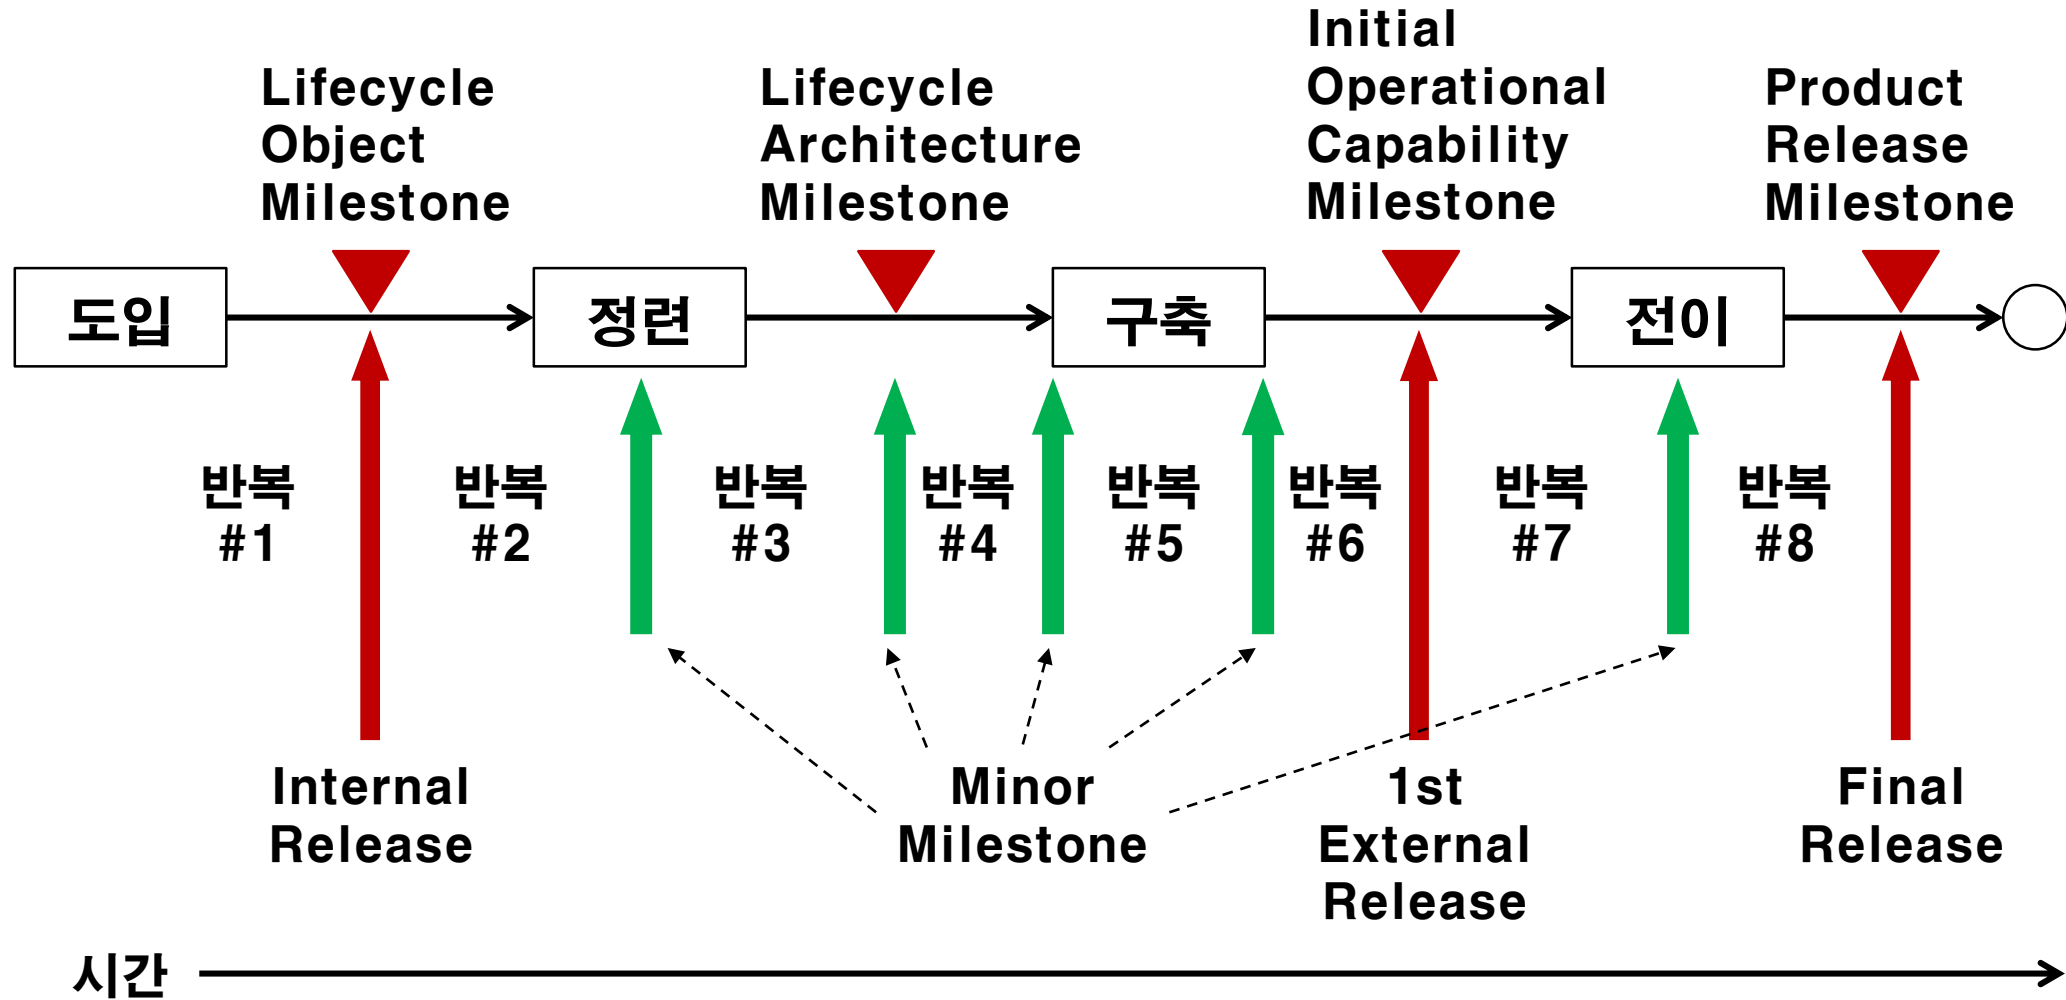 Lifecycle
Object
Milestone
Lifecycle
Architecture
Milestone
Initial
Operational
Capability
Milestone
Product
Release
Milestone
도입
정련
구축
전이
반복
#1
반복
#2
반복
#3
반복
#4
반복
#5
반복
#6
반복
#7
반복
#8
Internal
Release
Minor
Milestone
1st
External
Release
Final
Release
시간